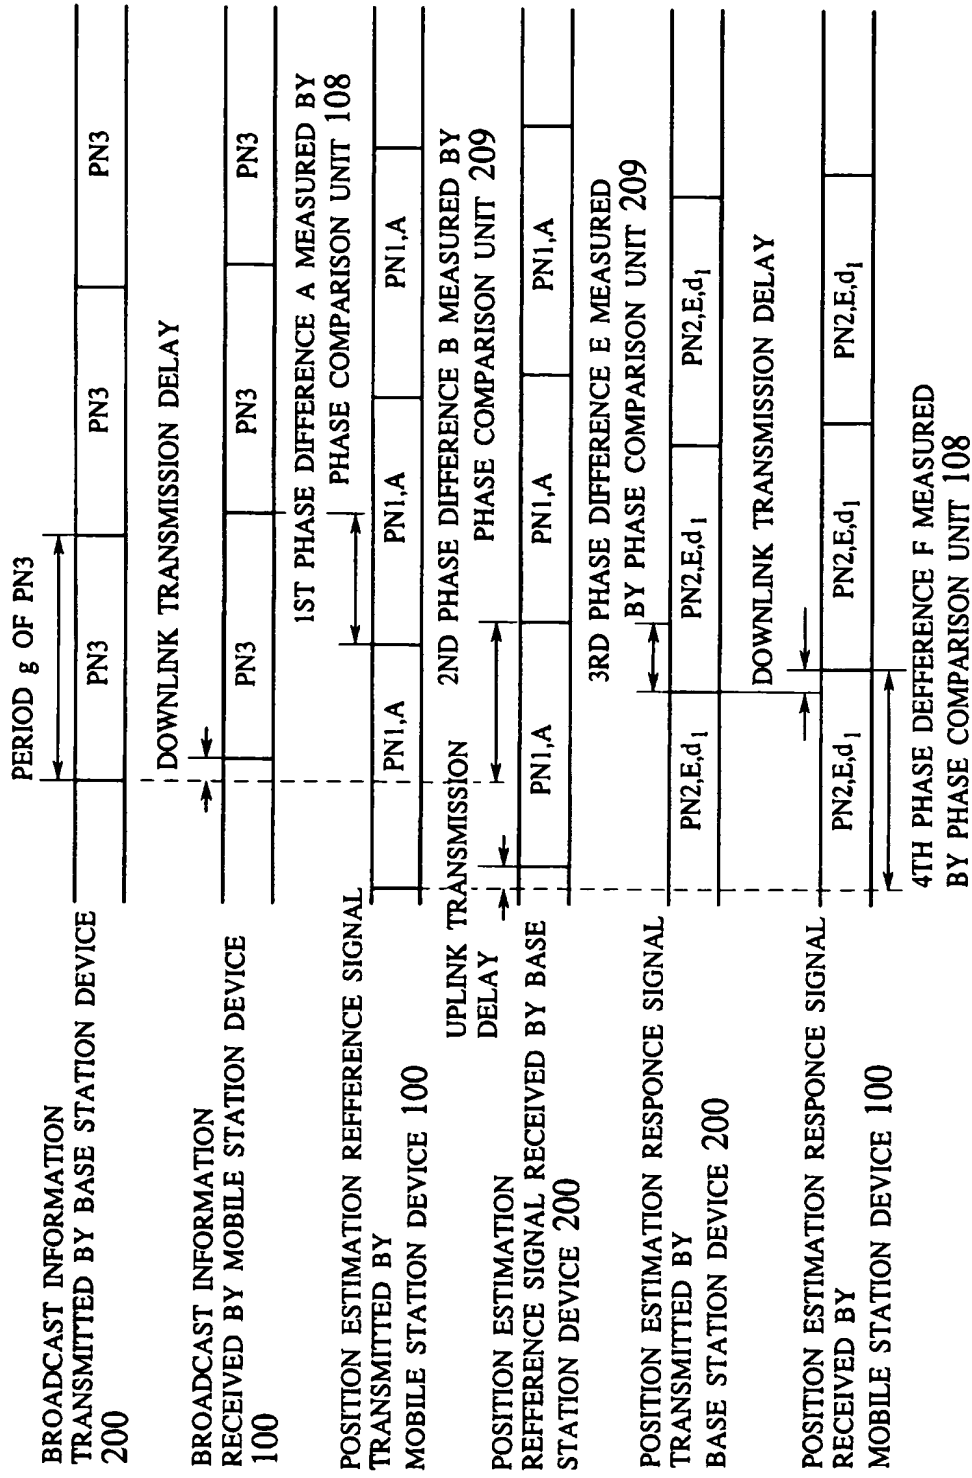 PERIOD g OF PN3
BROADCAST INFORMATION
TRANSMITTED BY BASE STATION DEVICE
200
PN3
PN3
PN3
DOWNLINK TRANSMISSION DELAY
BROADCAST INFORMATION
RECEIVED BY MOBILE STATION DEVICE
100
PN3
PN3
PN3
1ST PHASE DIFFERENCE A MEASURED BY
PHASE COMPARISON UNIT 108
POSITION ESTIMATION REFFERENCE SIGNAL
TRANSMITTED BY
MOBILE STATION DEVICE 100
PN1,A
PN1,A
PN1,A
UPLINK TRANSMISSION
DELAY
2ND PHASE DIFFERENCE B MEASURED BY
PHASE COMPARISON UNIT 209
POSITION ESTIMATION
REFFERENCE SIGNAL RECEIVED BY BASE
STATION DEVICE 200
PN1,A
PN1,A
PN1,A
3RD PHASE DIFFERENCE E MEASURED
BY PHASE COMPARISON UNIT 209
POSITION ESTIMATION RESPONCE SIGNAL
TRANSMITTED BY
BASE STATION DEVICE 200
PN2,E,d1
PN2,E,d1
PN2,E,d1
DOWNLINK TRANSMISSION DELAY
POSITION ESTIMATION RESPONCE SIGNAL
RECEIVED BY
MOBILE STATION DEVICE 100
PN2,E,d1
PN2,E,d1
PN2,E,d1
4TH PHASE DEFFERENCE F MEASURED
BY PHASE COMPARISON UNIT 108